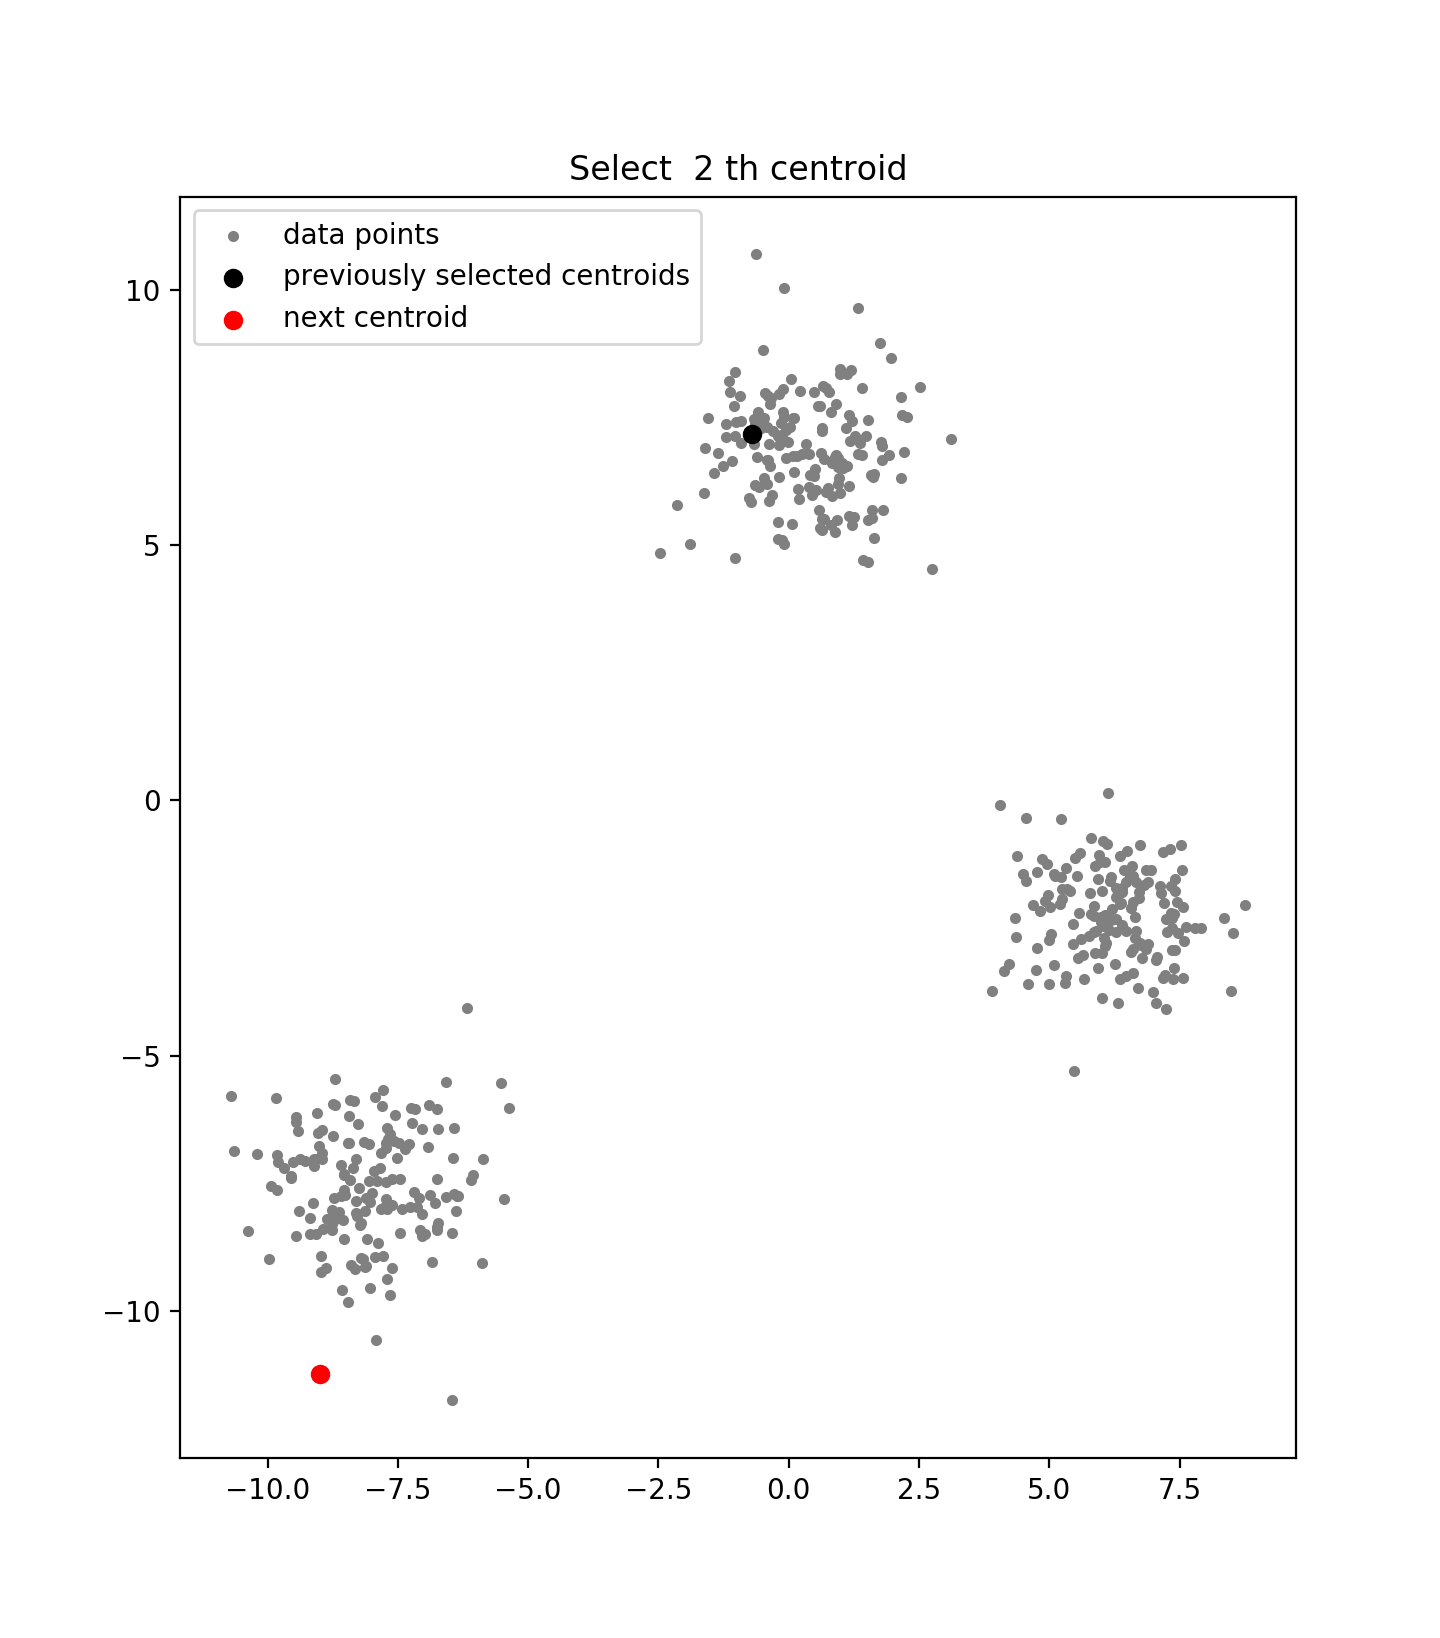 Select  2 th centroid
data points
previously selected centroids
next centroid
10
5
0
−5
−10
−10.0 −7.5 −5.0 −2.5 0.0 2.5 5.0 7.5